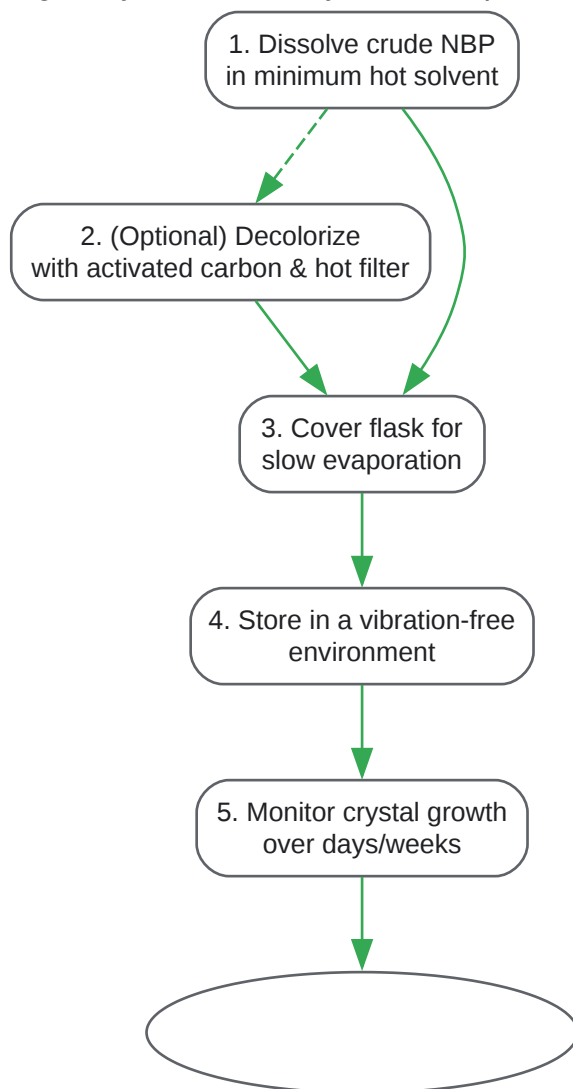 1. Dissolve crude NBP
in minimum hot solvent
2. (Optional) Decolorize
with activated carbon & hot filter
3. Cover flask for
slow evaporation
4. Store in a vibration-free
environment
5. Monitor crystal growth
over days/weeks